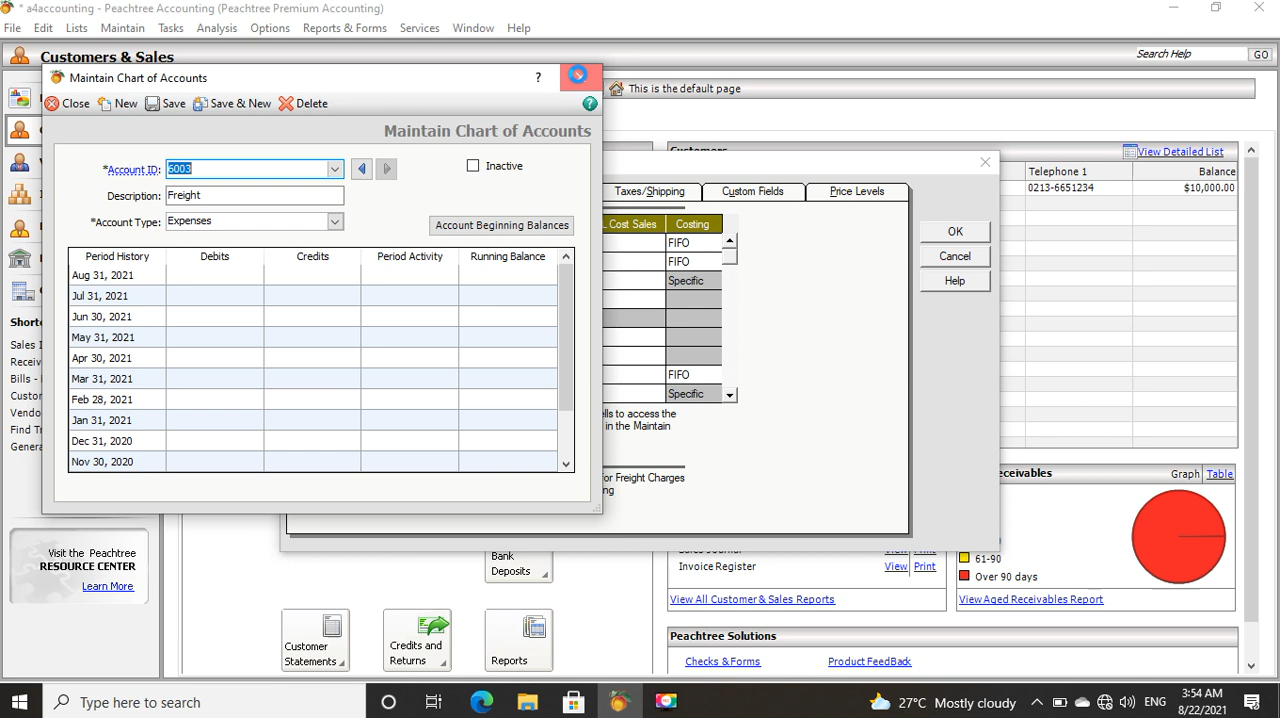 * a4accounting - Peachtree Accounting (Peachtree Premium Accounting)
File Edit Lists Maintain Tasks Analysis Options Reports & Forms Services Window Help
Customers & Sales
Search Help
GO
Maintain Chart of Accounts
?
This is the default page
Close New Save Save & New Delete
?
Maintain Chart of Accounts
*Account ID: 6003
Inactive
Description: Freight
*Account Type: Expenses
Account Beginning Balances
Period History Debits Credits Period Activity Running Balance
Aug 31, 2021
Jul 31, 2021
Jun 30, 2021
May 31, 2021
Apr 30, 2021
Mar 31, 2021
Feb 28, 2021
Jan 31, 2021
Dec 31, 2020
Nov 30, 2020
Taxes/Shipping Custom Fields Price Levels
Cost Sales Costing
FIFO
FIFO
Specific
FIFO
Specific
OK
Cancel
Help
ells to access the
in the Maintain
for Freight Charges
ing
Customers
View Detailed List
Telephone 1 Balance
0213-6651234 $10,000.00
Receivables
Graph Table
61-90
Over 90 days
View Aged Receivables Report
Sales Journal View Print
Invoice Register View Print
View All Customer & Sales Reports
Peachtree Solutions
Checks & Forms Product FeedBack
Shortc
Sales I
Receiv
Bills -
Custor
Vendo
Find Tr
Genera
Visit the Peachtree
RESOURCE CENTER
Learn More
Bank
Deposits
Customer
Statements
Credits and
Returns
Reports
Type here to search
27°C Mostly cloudy
ENG
3:54 AM
8/22/2021